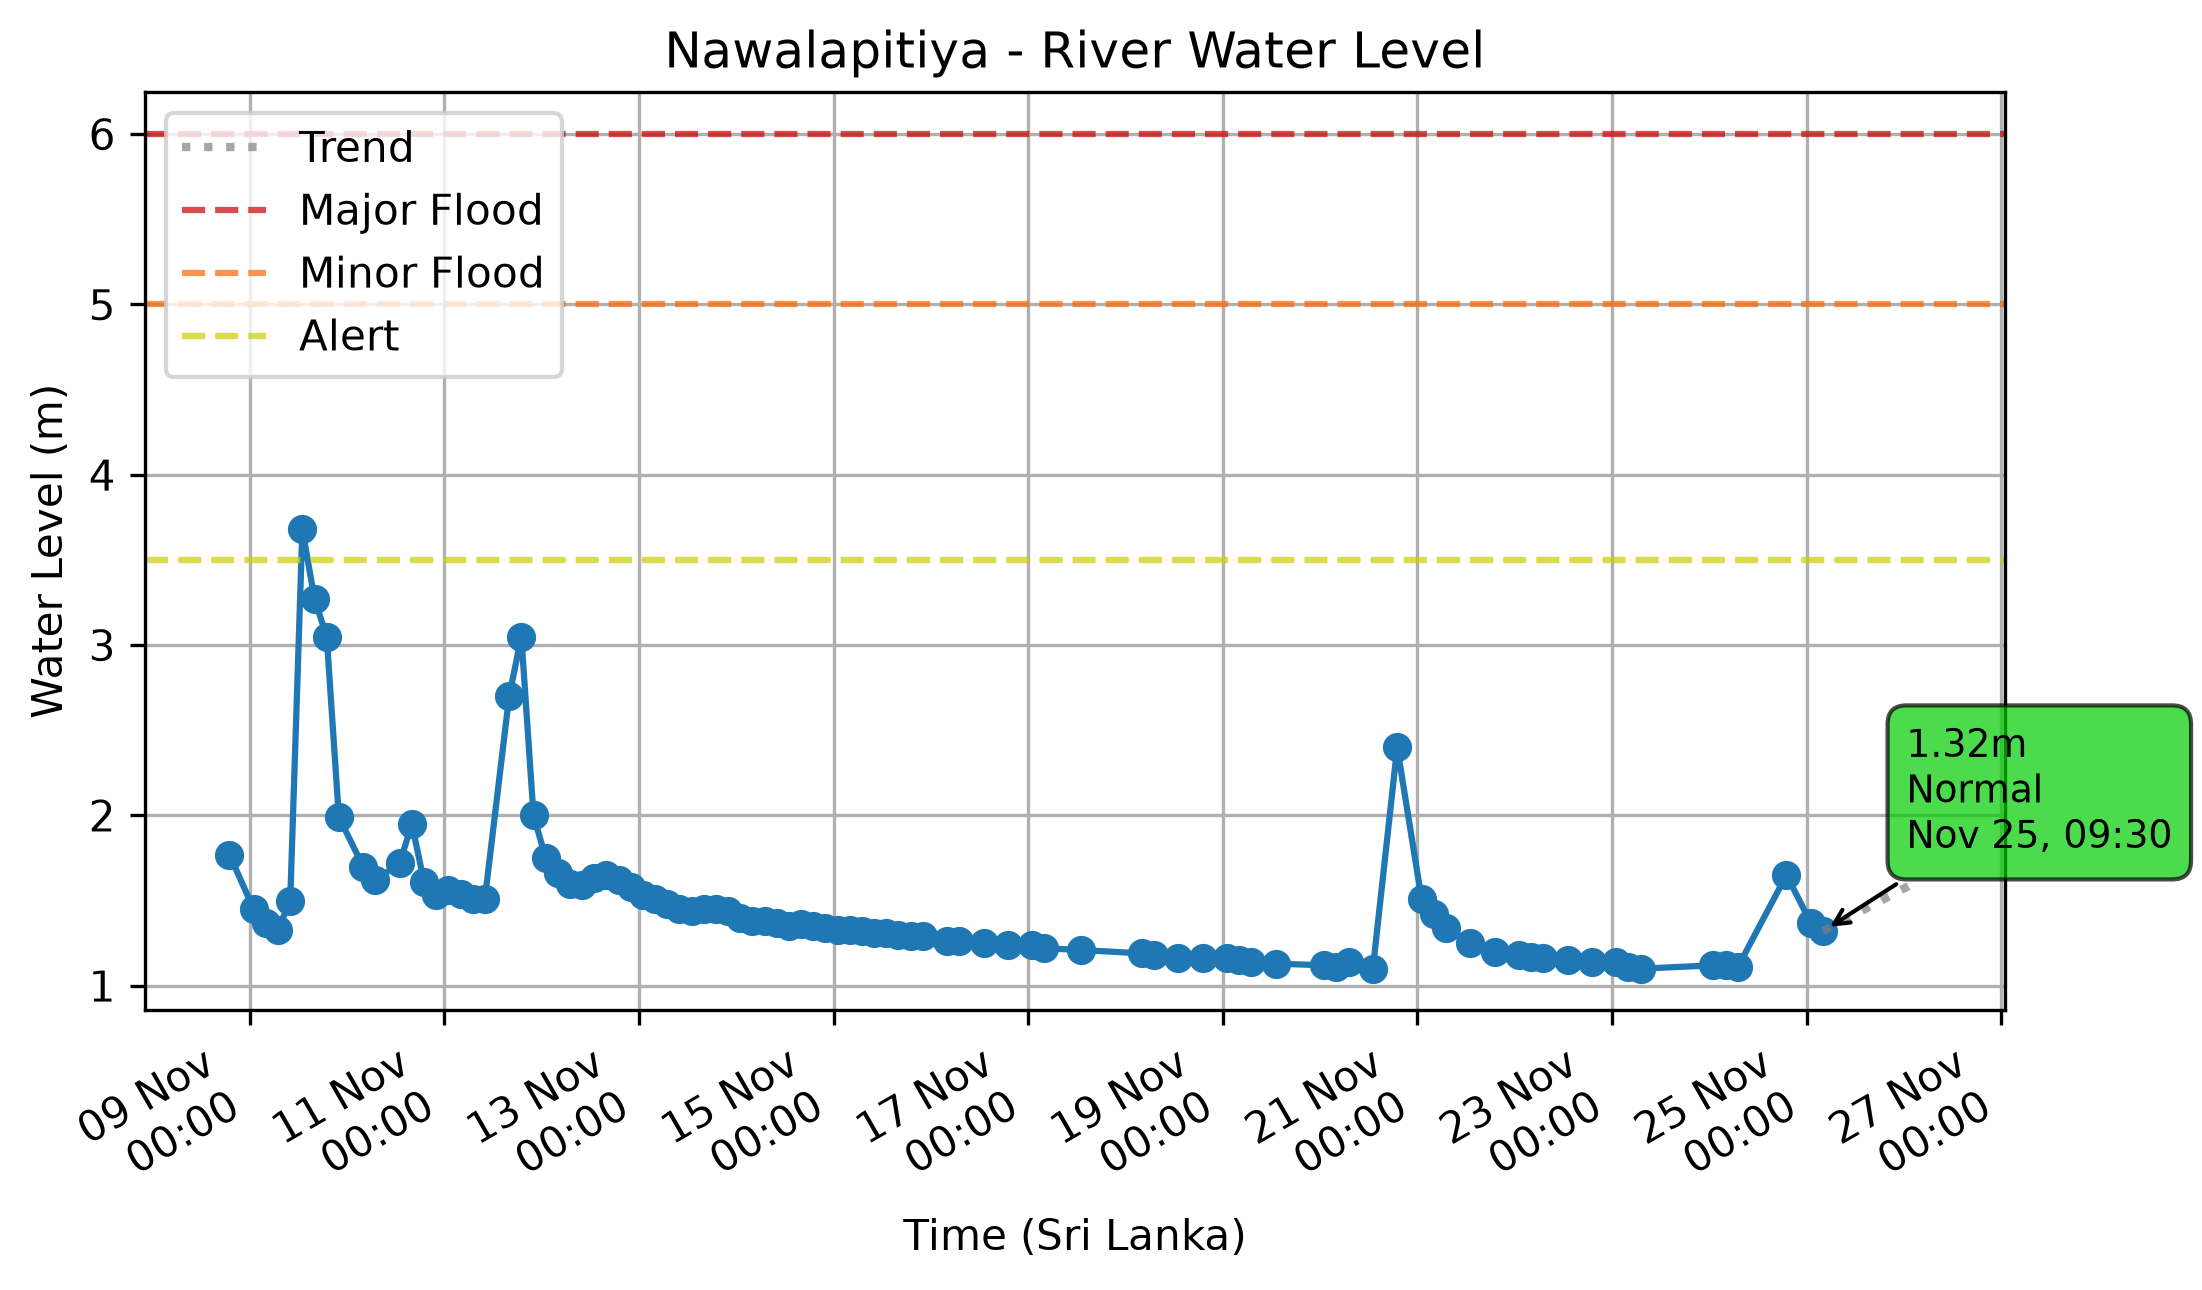 Nawalapitiya - River Water Level
Trend
Major Flood
Minor Flood
Alert
Water Level (m)
6
5
4
3
2
1
1.32m
Normal
Nov 25, 09:30
09 Nov
00:00
11 Nov
00:00
13 Nov
00:00
15 Nov
00:00
17 Nov
00:00
19 Nov
00:00
21 Nov
00:00
23 Nov
00:00
25 Nov
00:00
27 Nov
00:00
Time (Sri Lanka)